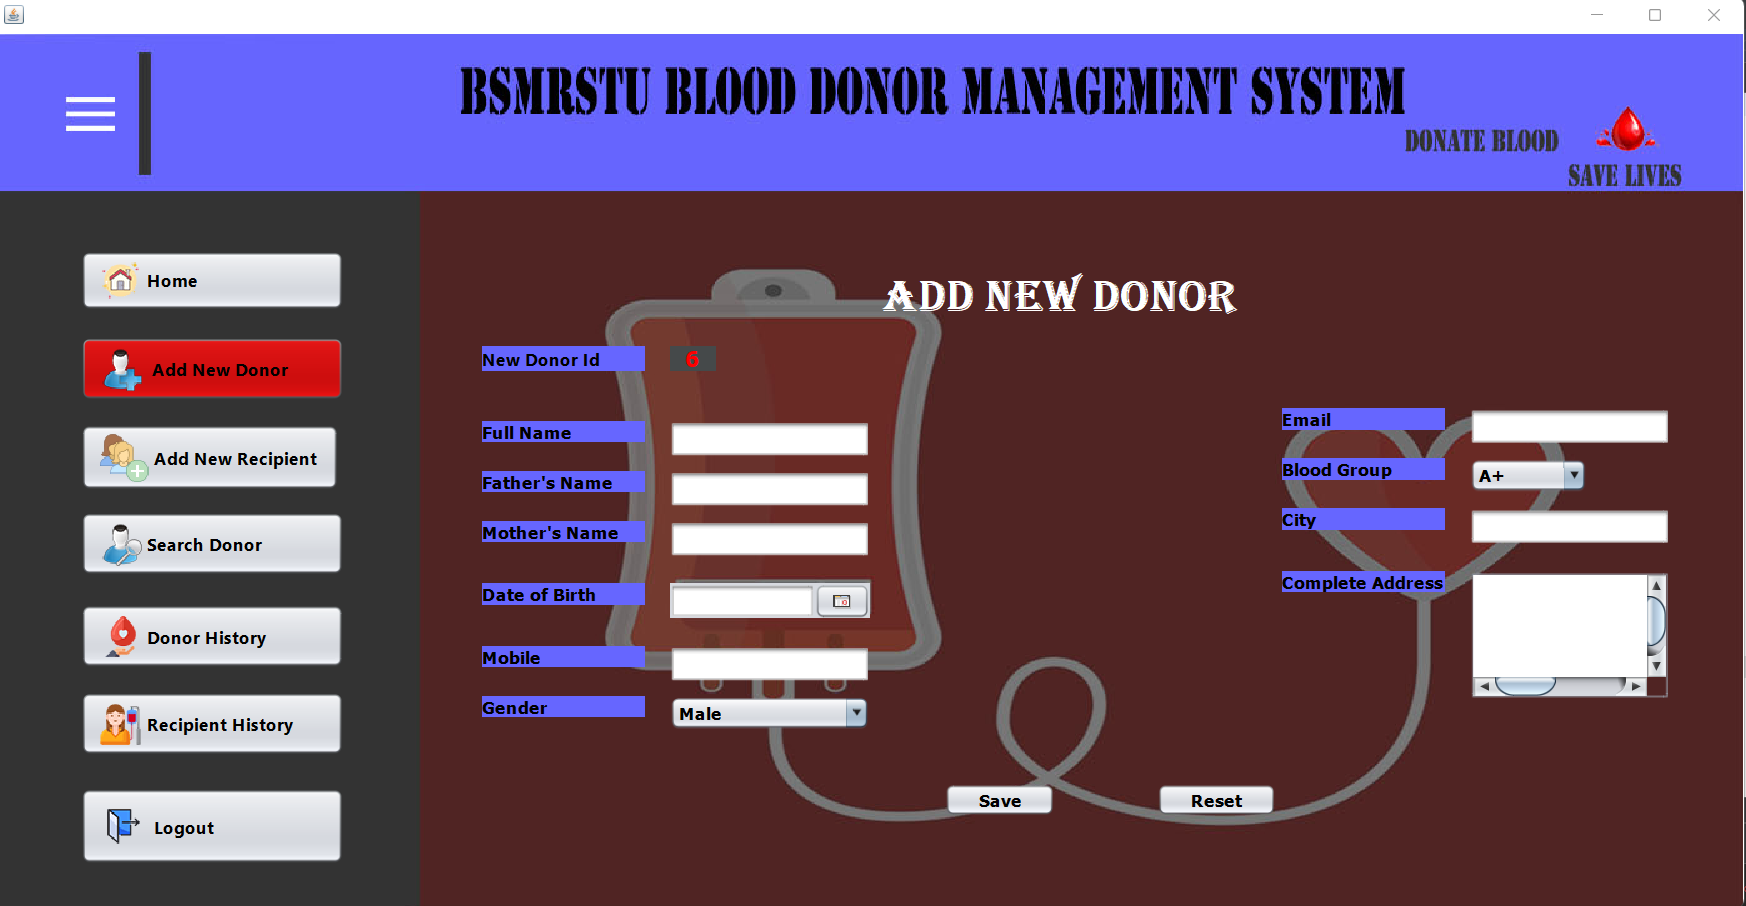 BSMRSTU BLOOD DONOR MANAGEMENT SYSTEM
DONATE BLOOD
SAVE LIVES
Home
Add New Donor
Add New Recipient
Search Donor
Donor History
Recipient History
Logout
ADD NEW DONOR
New Donor Id 6
Full Name
Father's Name
Mother's Name
Date of Birth
Mobile
Gender Male
Email
Blood Group A+
City
Complete Address
Save Reset